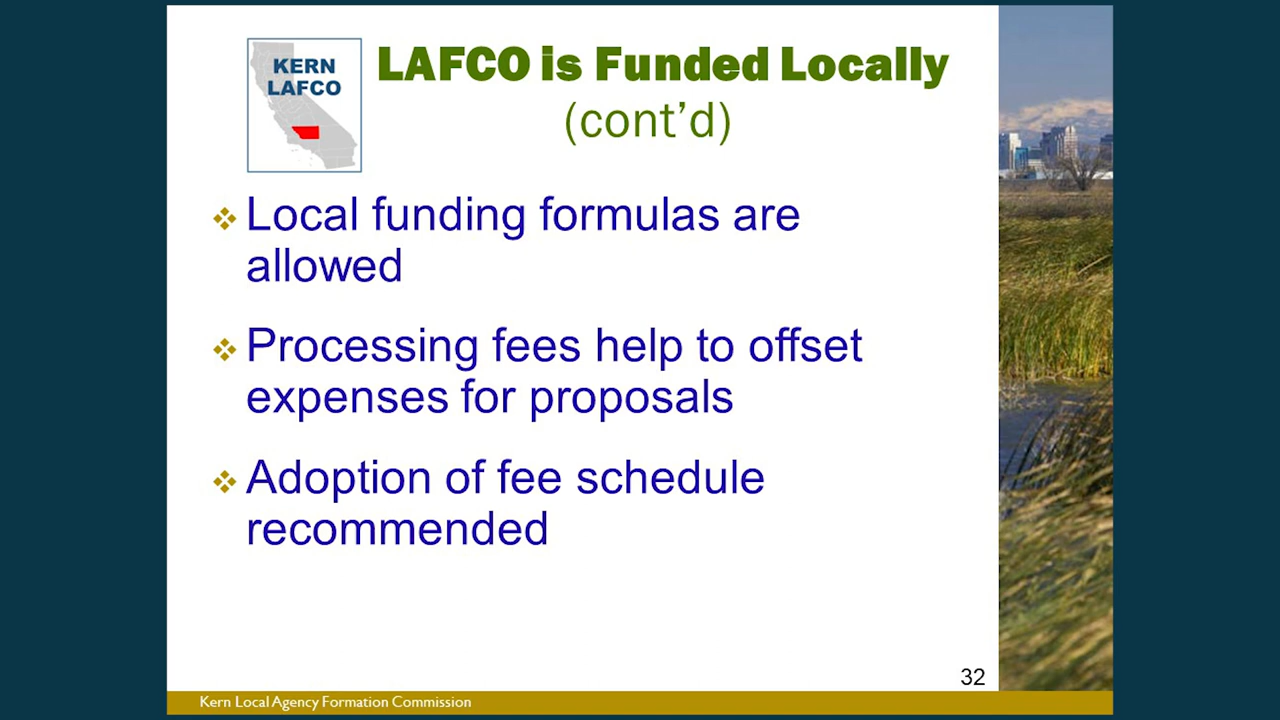 KERN
LAFCO
LAFCO is Funded Locally
(cont’d)
Local funding formulas are
allowed
Processing fees help to offset
expenses for proposals
Adoption of fee schedule
recommended
32
Kern Local Agency Formation Commission